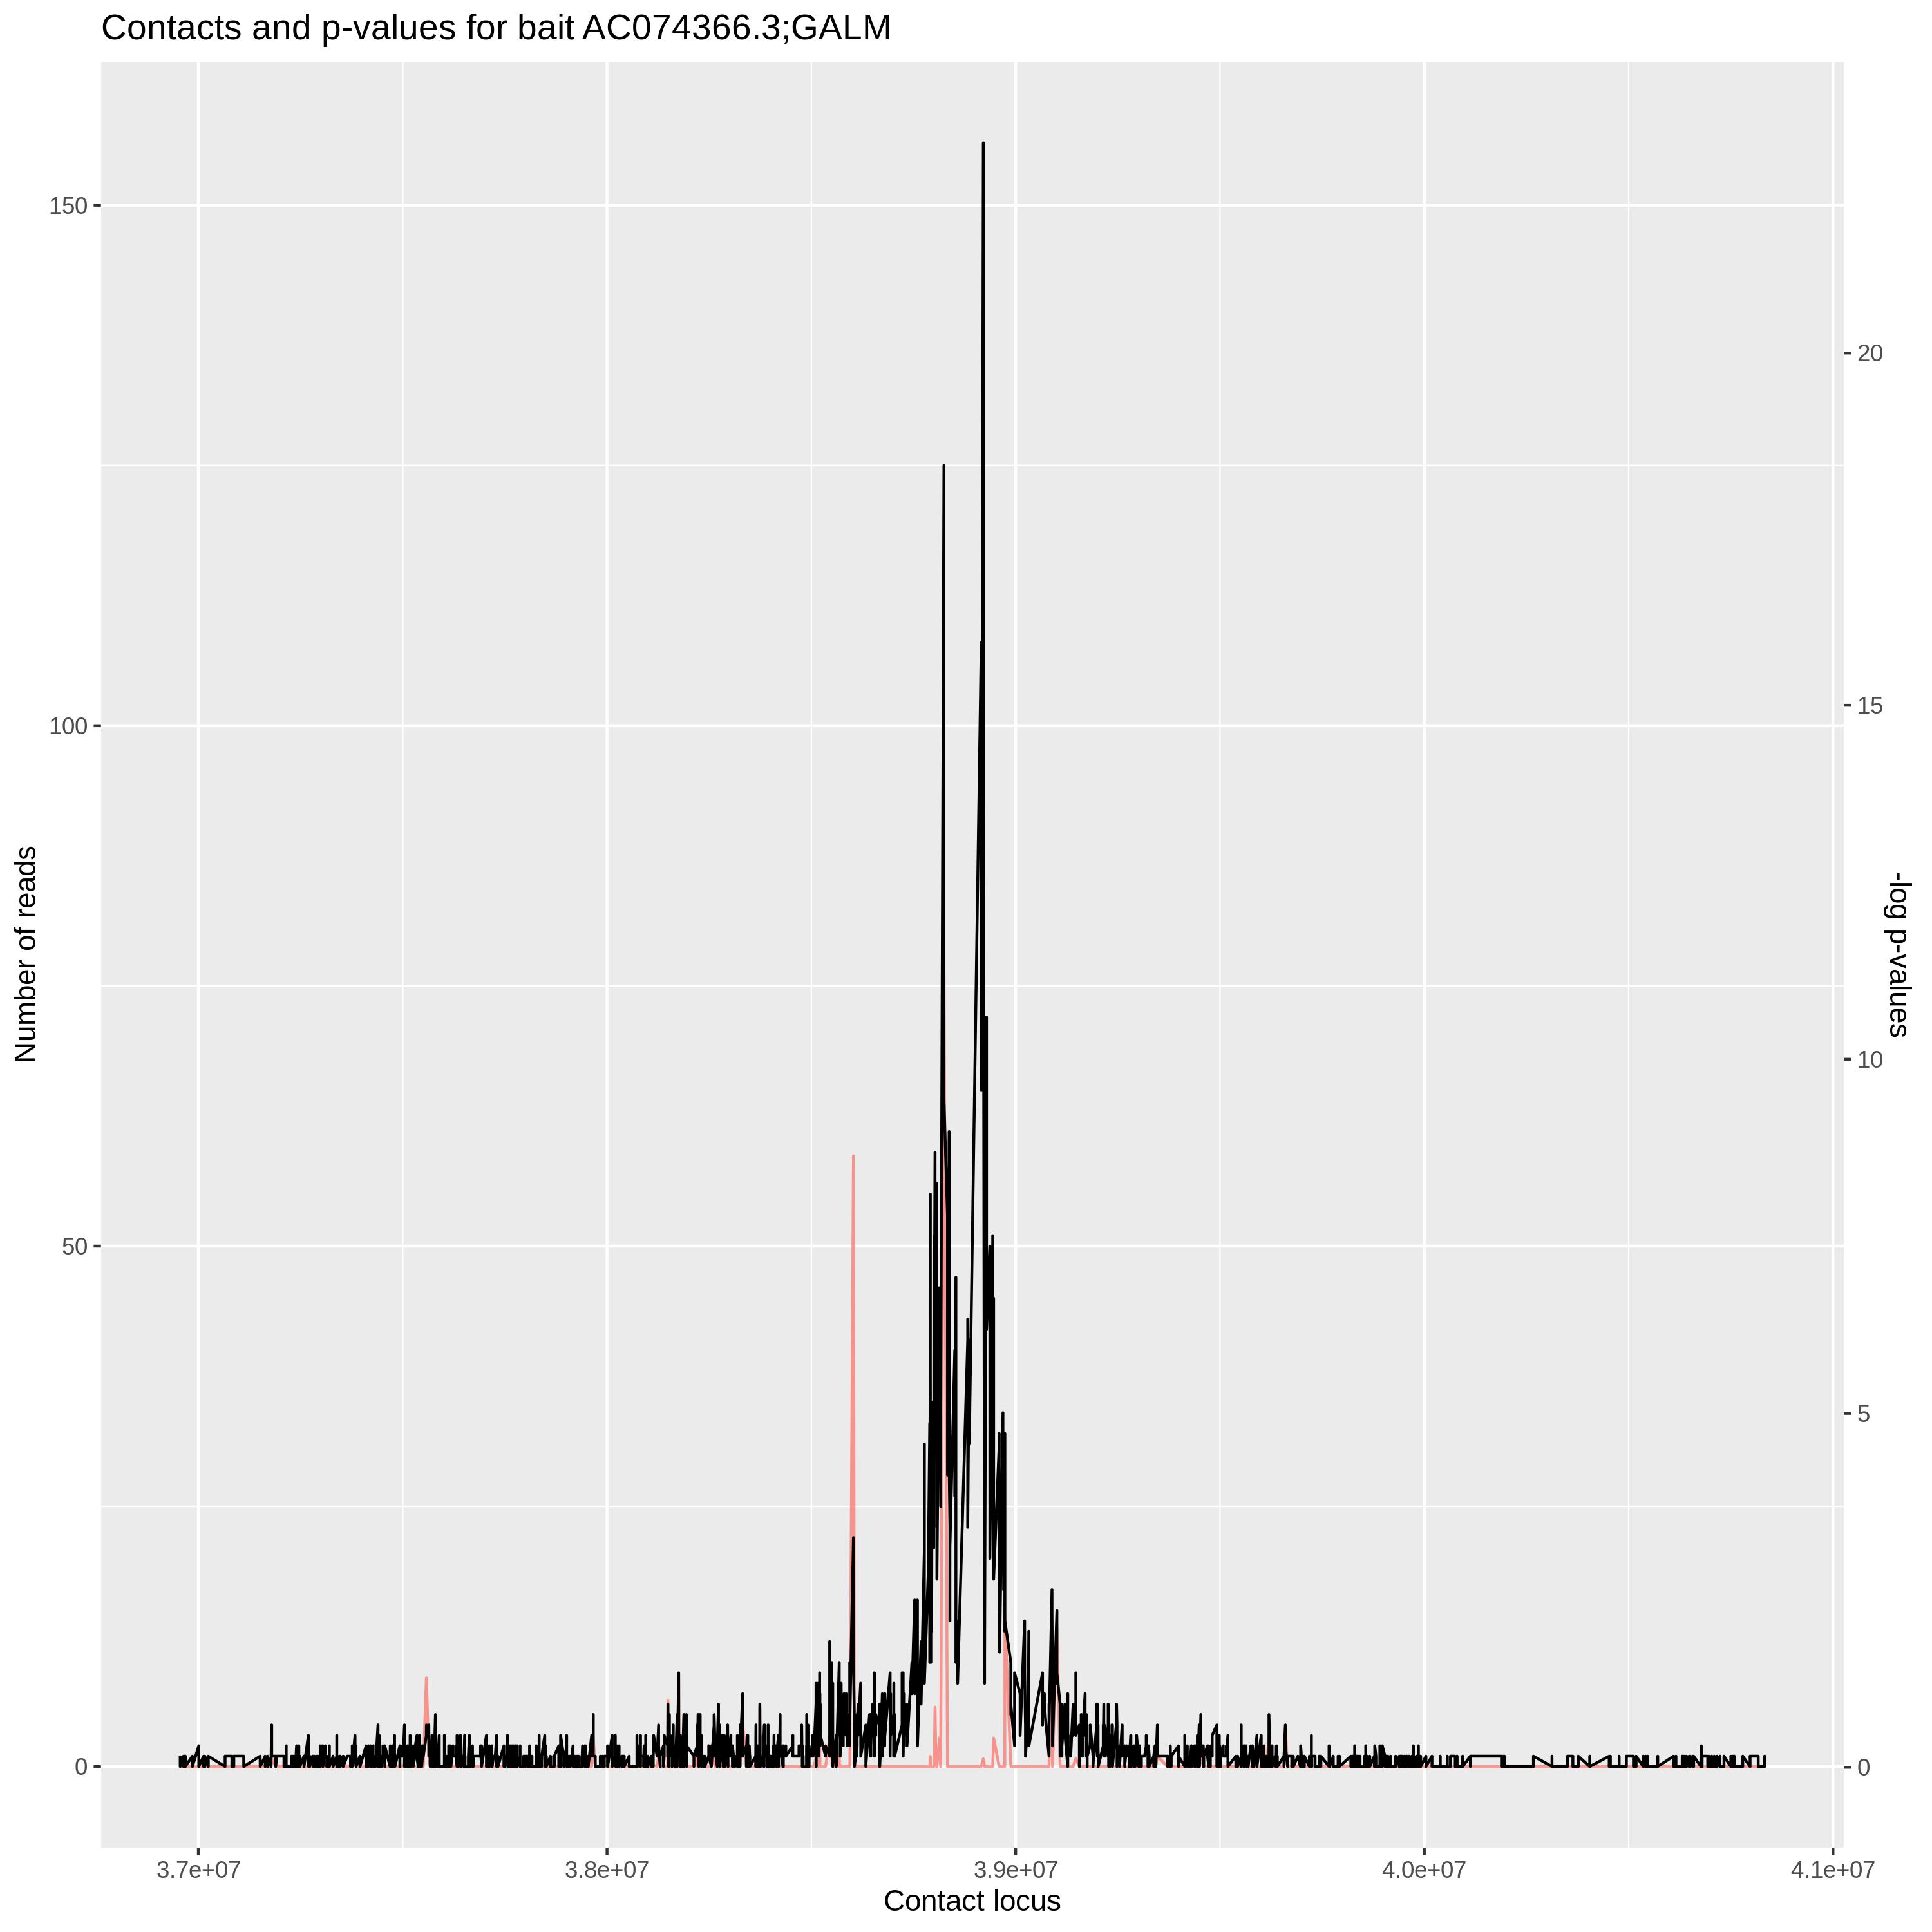 Contacts and p-values for bait AC074366.3;GALM
150
100
50
0
Number of reads
20
15
10
5
0
-log p-values
3.7e+07 3.8e+07 3.9e+07 4.0e+07 4.1e+07
Contact locus